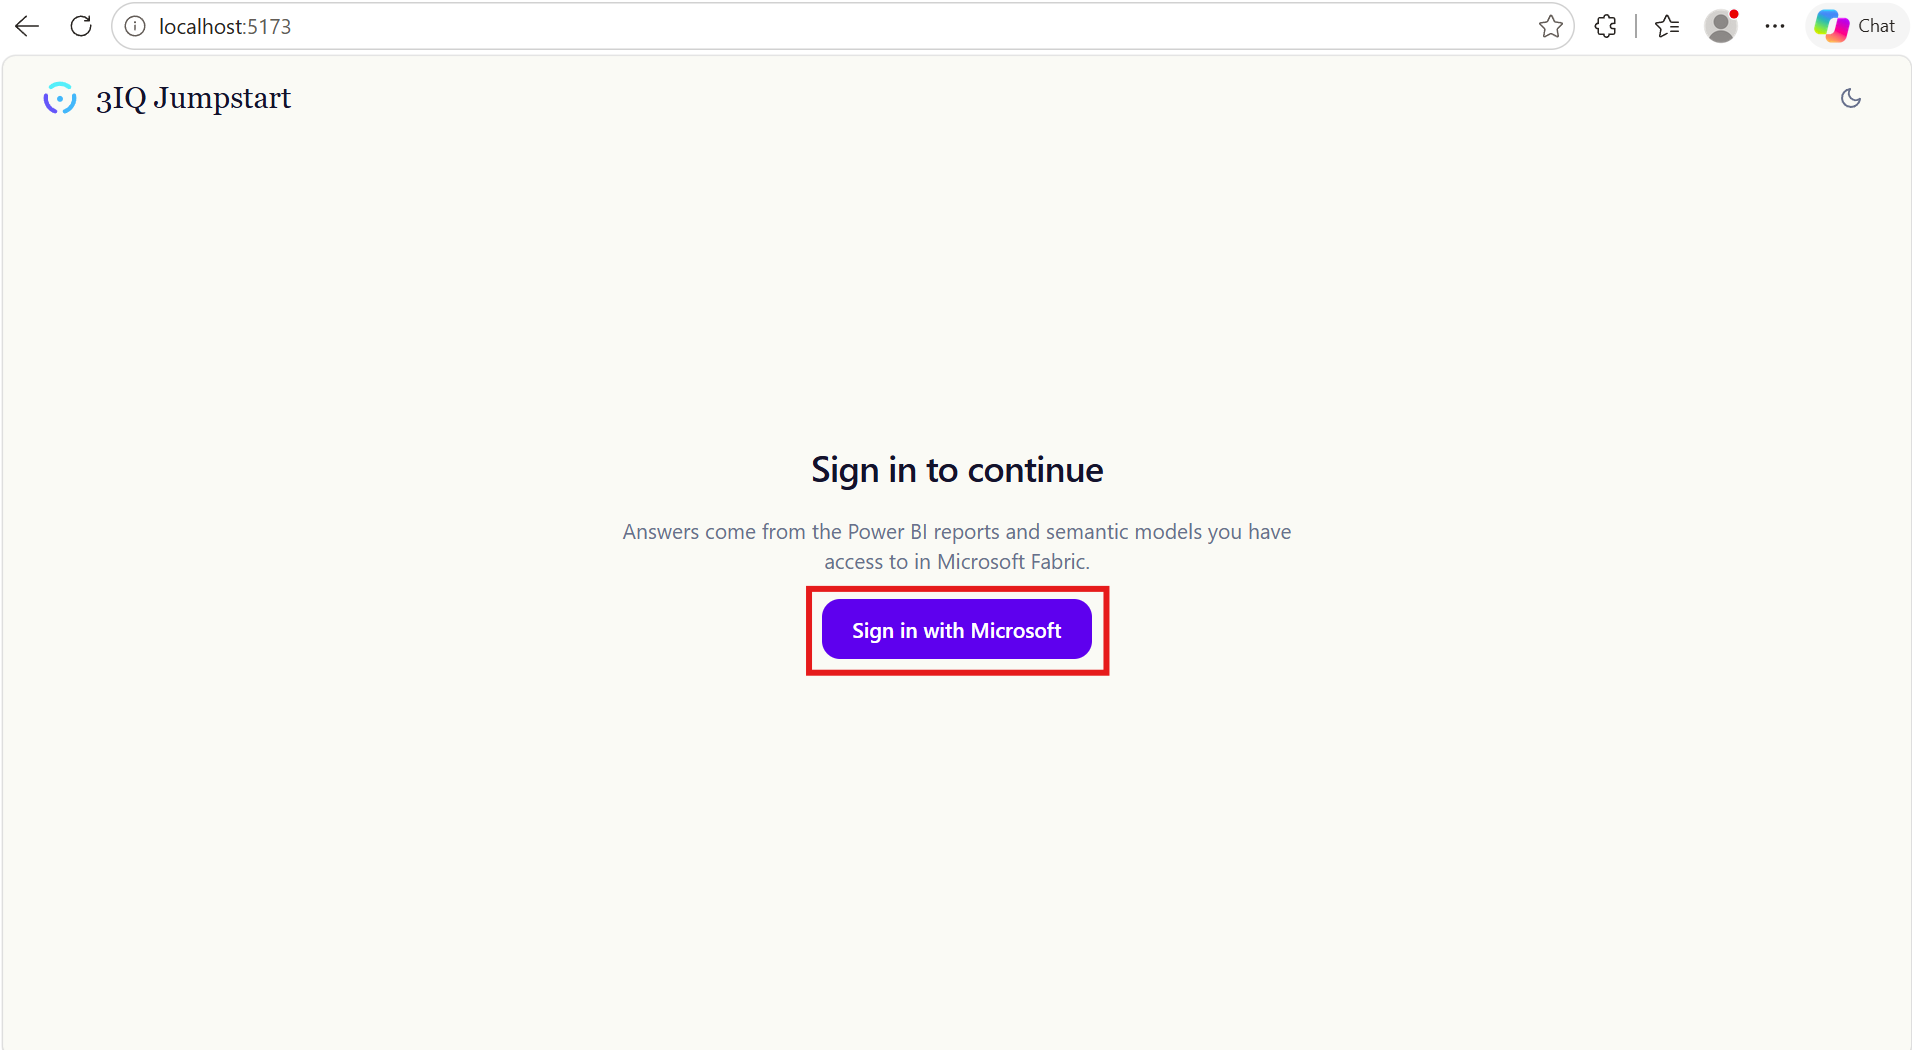 localhost:5173
Chat
3IQ Jumpstart
Sign in to continue
Answers come from the Power BI reports and semantic models you have
access to in Microsoft Fabric.
Sign in with Microsoft